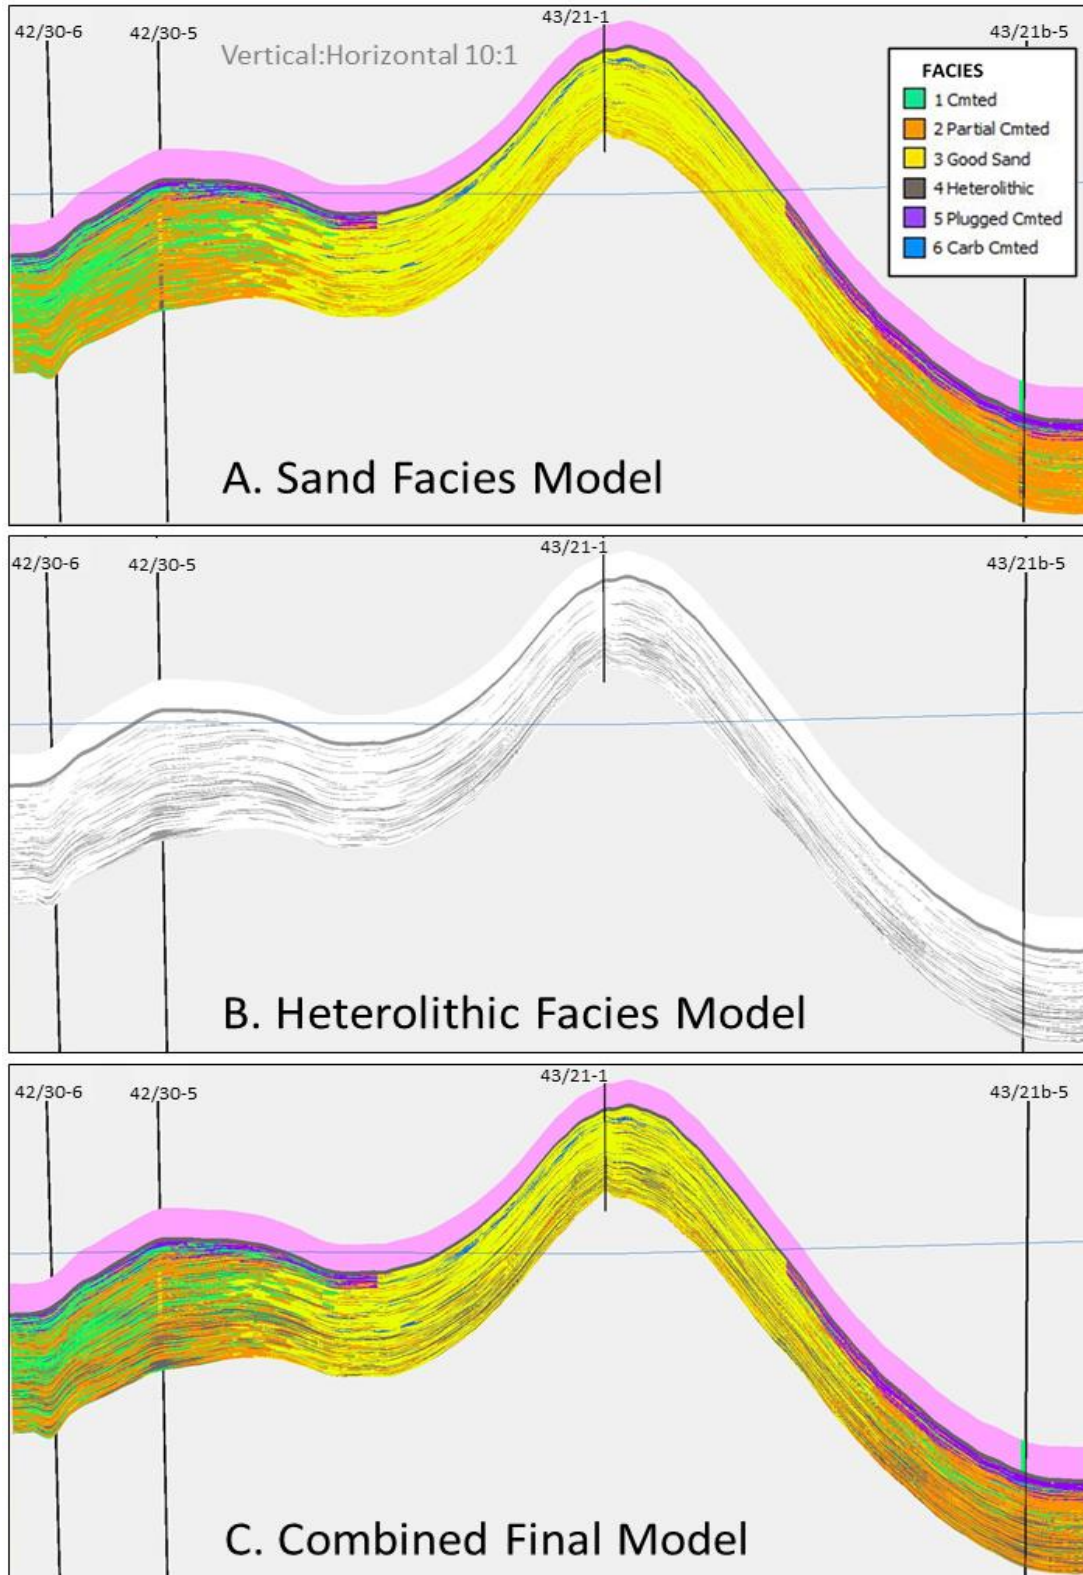 42/30-6 42/30-5 43/21-1 43/21b-5
Vertical:Horizontal 10:1
FACIES
1 Cmted
2 Partial Cmted
3 Good Sand
4 Heterolithic
5 Plugged Cmted
6 Carb Cmted
A. Sand Facies Model
42/30-6 42/30-5 43/21-1 43/21b-5
B. Heterolithic Facies Model
42/30-6 42/30-5 43/21-1 43/21b-5
C. Combined Final Model